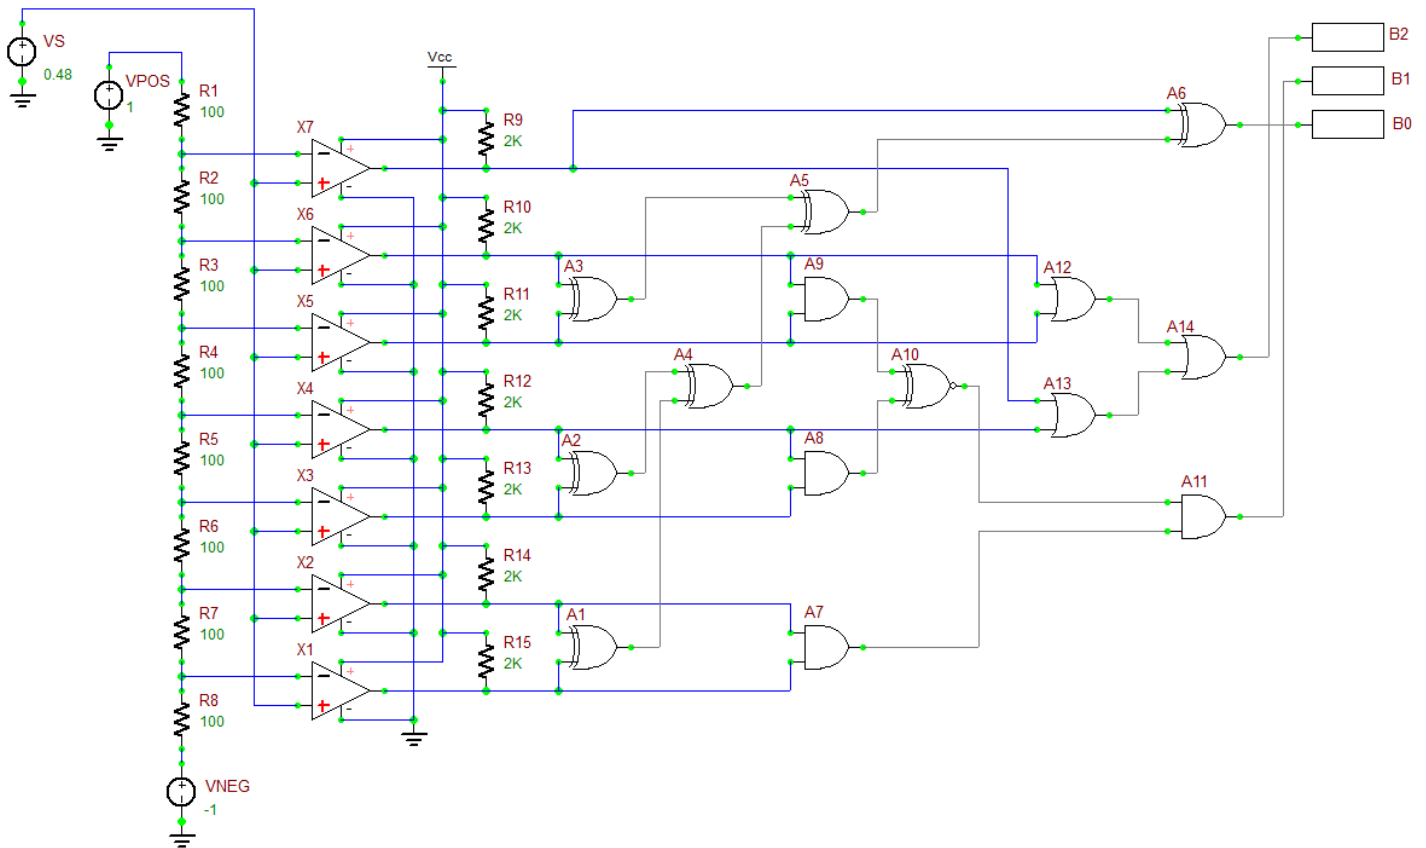 VS
0.48
VPOS
1
R1
100
R2
100
R3
100
R4
100
R5
100
R6
100
R7
100
R8
100
VNEG
-1
Vcc
X7
- +
+ -
X6
- +
+ -
X5
- +
+ -
X4
- +
+ -
X3
- +
+ -
X2
- +
+ -
X1
- +
+ -
R9
2K
R10
2K
R11
2K
R12
2K
R13
2K
R14
2K
R15
2K
A3
A2
A1
A4
A5
A9
A8
A7
A10
A12
A13
A6
A14
A11
B2
B1
B0